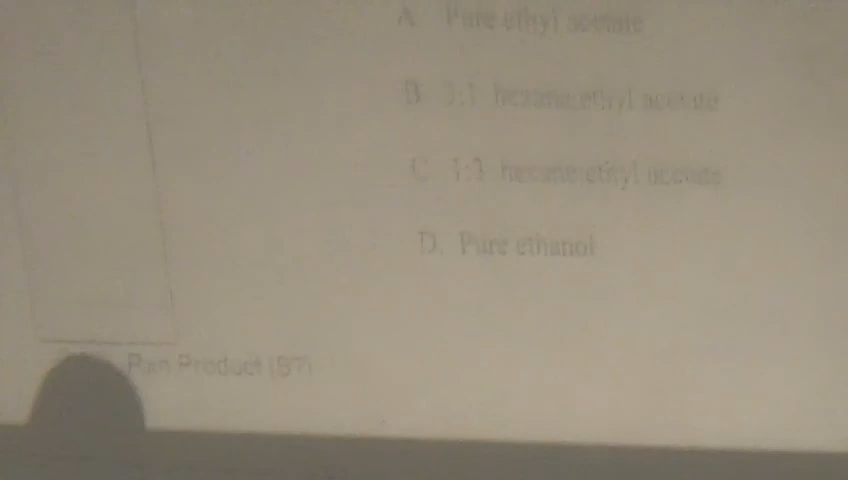 A Pure ethyl acetate
B 3:1 hexane:ethyl acetate
C. 1:3 hexane:ethyl acetate
D. Pure ethanol
Product